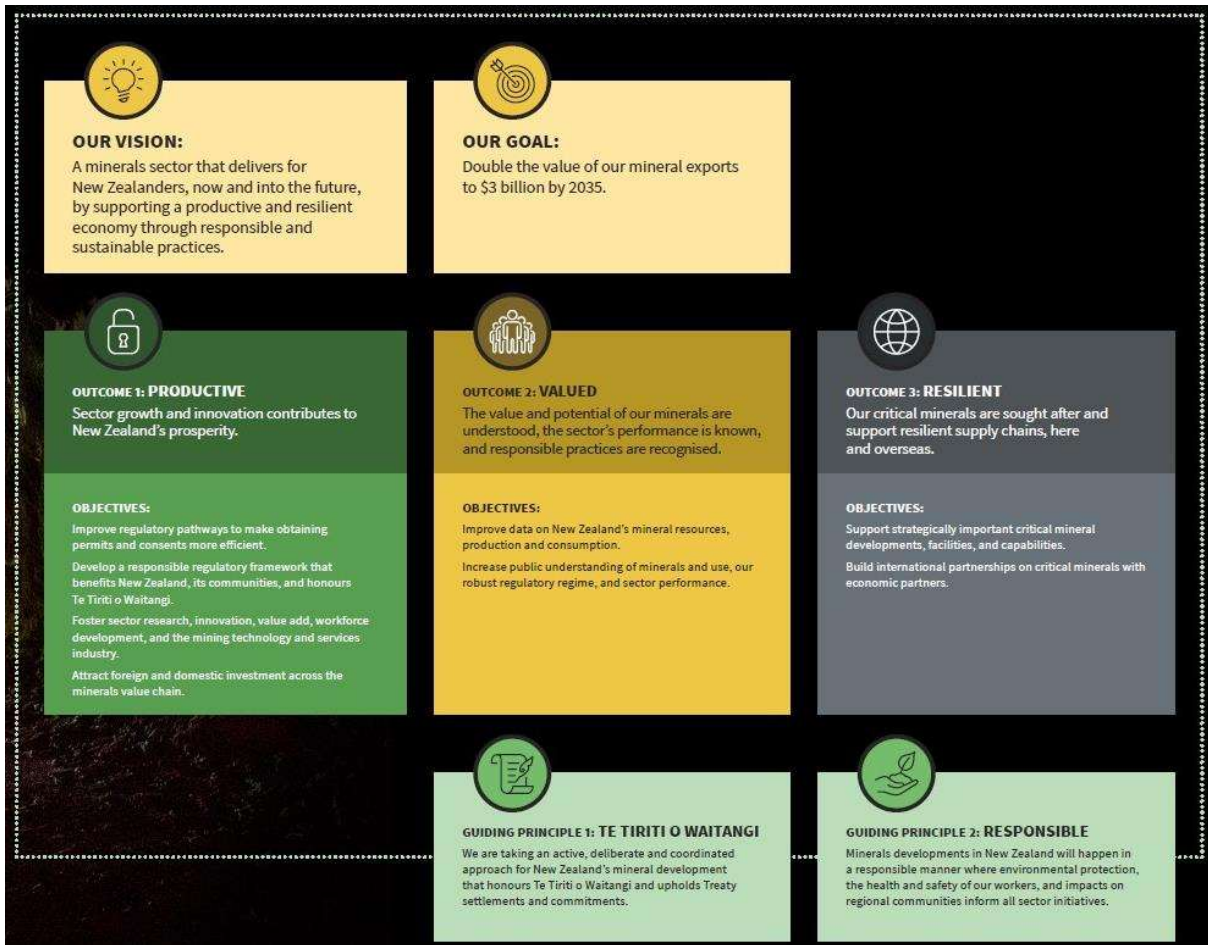 OUR VISION:
A minerals sector that delivers for
New Zealanders, now and into the future,
by supporting a productive and resilient
economy through responsible and
sustainable practices.
OUR GOAL:
Double the value of our mineral exports
to $3 billion by 2035.
OUTCOME 1: PRODUCTIVE
Sector growth and innovation contributes to
New Zealand's prosperity.
OBJECTIVES:
Improve regulatory pathways to make obtaining
permits and consents more efficient.
Develop a responsible regulatory framework that
benefits New Zealand, its communities, and honours
Te Tiriti o Waitangi.
Foster sector research, innovation, value add, workforce
development, and the mining technology and services
industry.
Attract foreign and domestic investment across the
minerals value chain.
OUTCOME 2: VALUED
The value and potential of our minerals are
understood, the sector's performance is known,
and responsible practices are recognised.
OBJECTIVES:
Improve data on New Zealand's mineral resources,
production and consumption.
Increase public understanding of minerals and use, our
robust regulatory regime, and sector performance.
OUTCOME 3: RESILIENT
Our critical minerals are sought after and
support resilient supply chains, here
and overseas.
OBJECTIVES:
Support strategically important critical mineral
developments, facilities, and capabilities.
Build international partnerships on critical minerals with
economic partners.
GUIDING PRINCIPLE 1: TE TIRITI O WAITANGI
We are taking an active, deliberate and coordinated
approach for New Zealand's mineral development
that honours Te Tiriti o Waitangi and upholds Treaty
settlements and commitments.
GUIDING PRINCIPLE 2: RESPONSIBLE
Minerals developments in New Zealand will happen in
a responsible manner where environmental protection,
the health and safety of our workers, and impacts on
regional communities inform all sector initiatives.